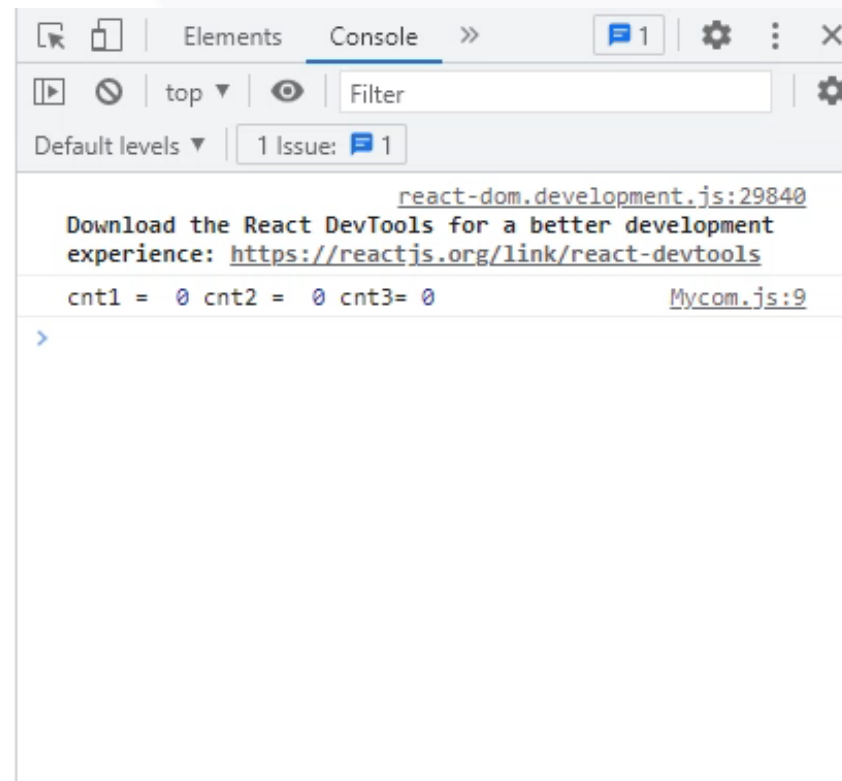 Elements Console 1
top Filter
Default levels 1 Issue: 1
react-dom.development.js:29840
Download the React DevTools for a better development
experience: https://reactjs.org/link/react-devtools
cnt1 =  0 cnt2 =  0 cnt3= 0 Mycom.js:9